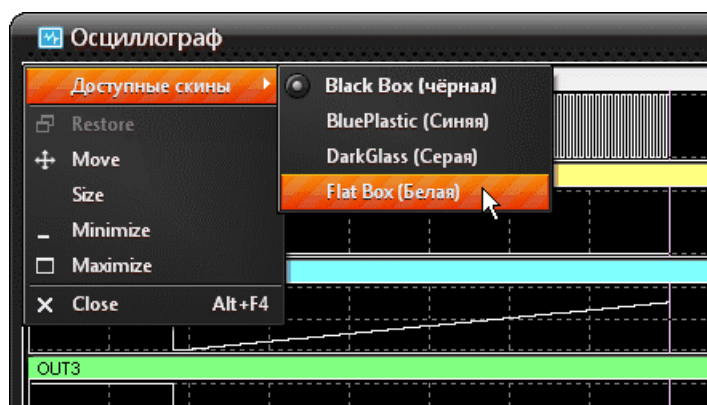 Осциллограф
Доступные скины
Restore
Move
Size
Minimize
Maximize
Close Alt+F4
Black Box (чёрная)
BluePlastic (Синяя)
DarkGlass (Серая)
Flat Box (Белая)
OUT3